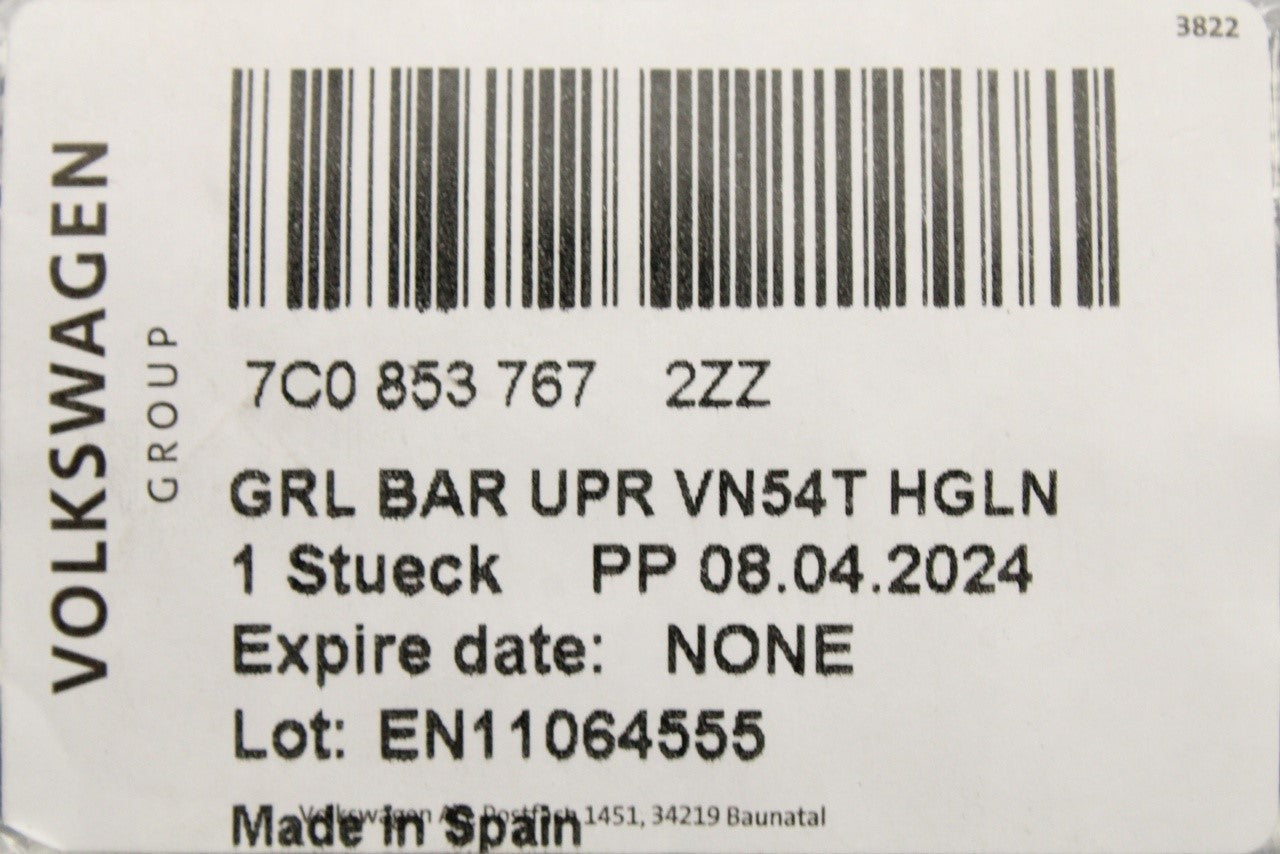 3822
VOLKSWAGEN
GROUP
7C0 853 767 2ZZ
GRL BAR UPR VN54T HGLN
1 Stueck PP 08.04.2024
Expire date: NONE
Lot: EN11064555
Volkswagen AG, Postfach 1451, 34219 Baunatal
Made in Spain